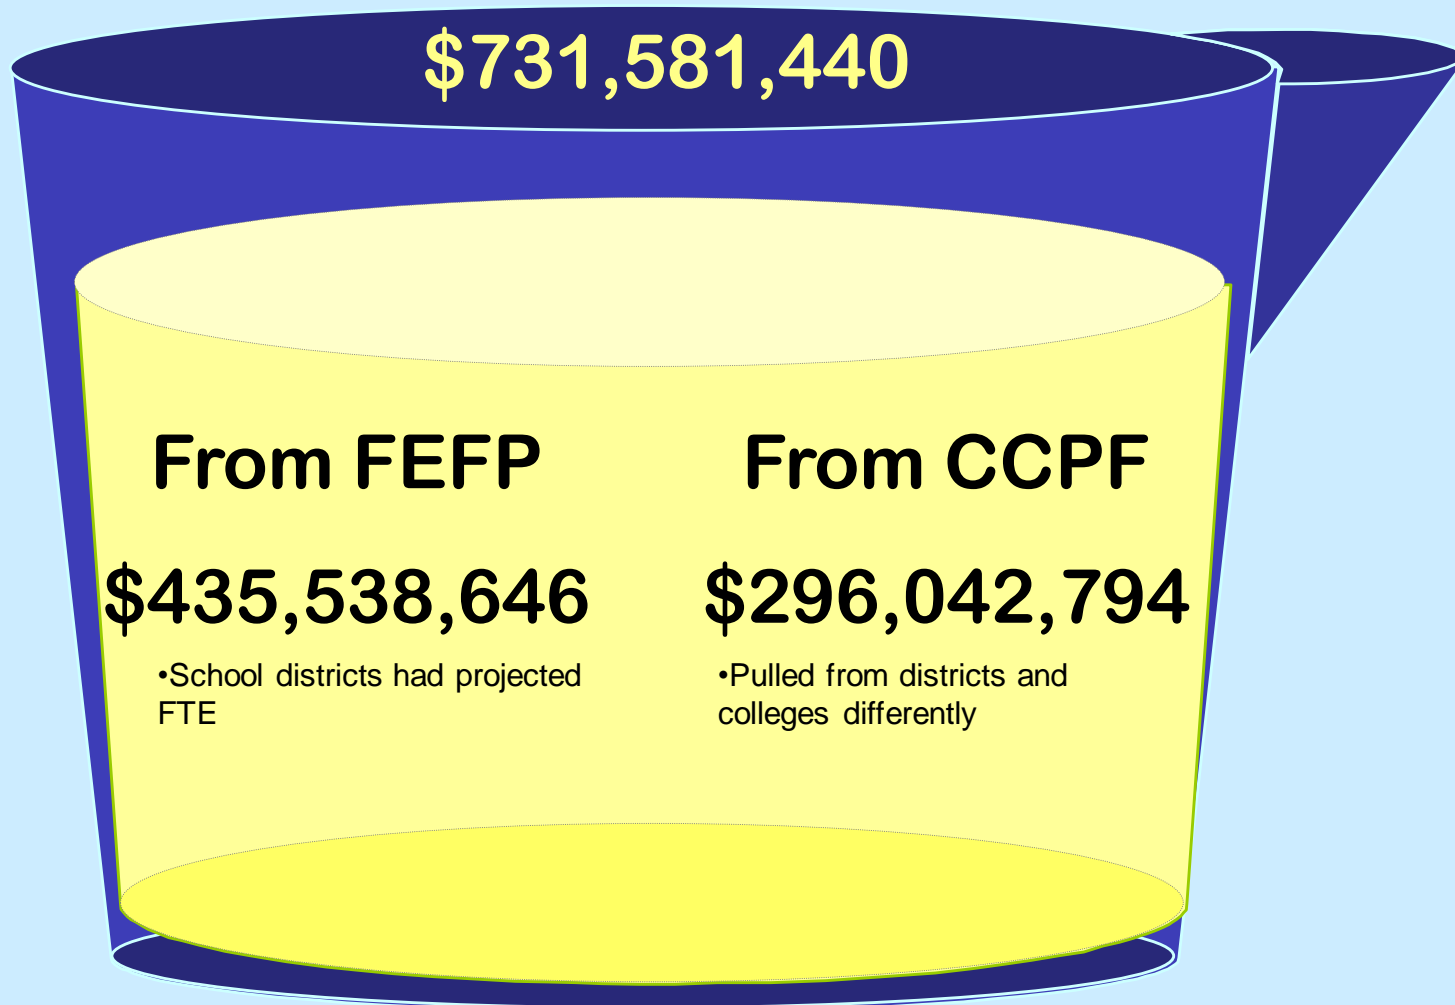 $731,581,440
From FEFP
$435,538,646
•School districts had projected
FTE
From CCPF
$296,042,794
•Pulled from districts and
colleges differently